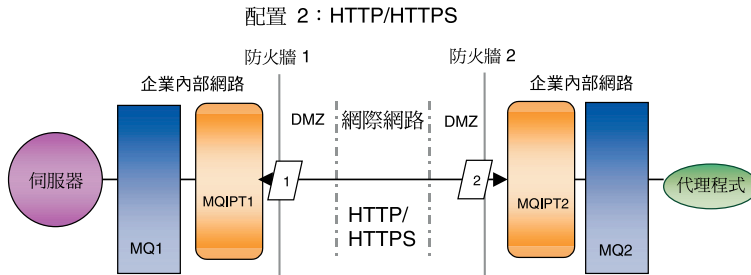 配置 2：HTTP/HTTPS
防火牆 1
防火牆 2
企業內部網路
企業內部網路
DMZ
網際網路
DMZ
伺服器
MQ1
MQIPT1
1
2
MQIPT2
MQ2
代理程式
HTTP/
HTTPS